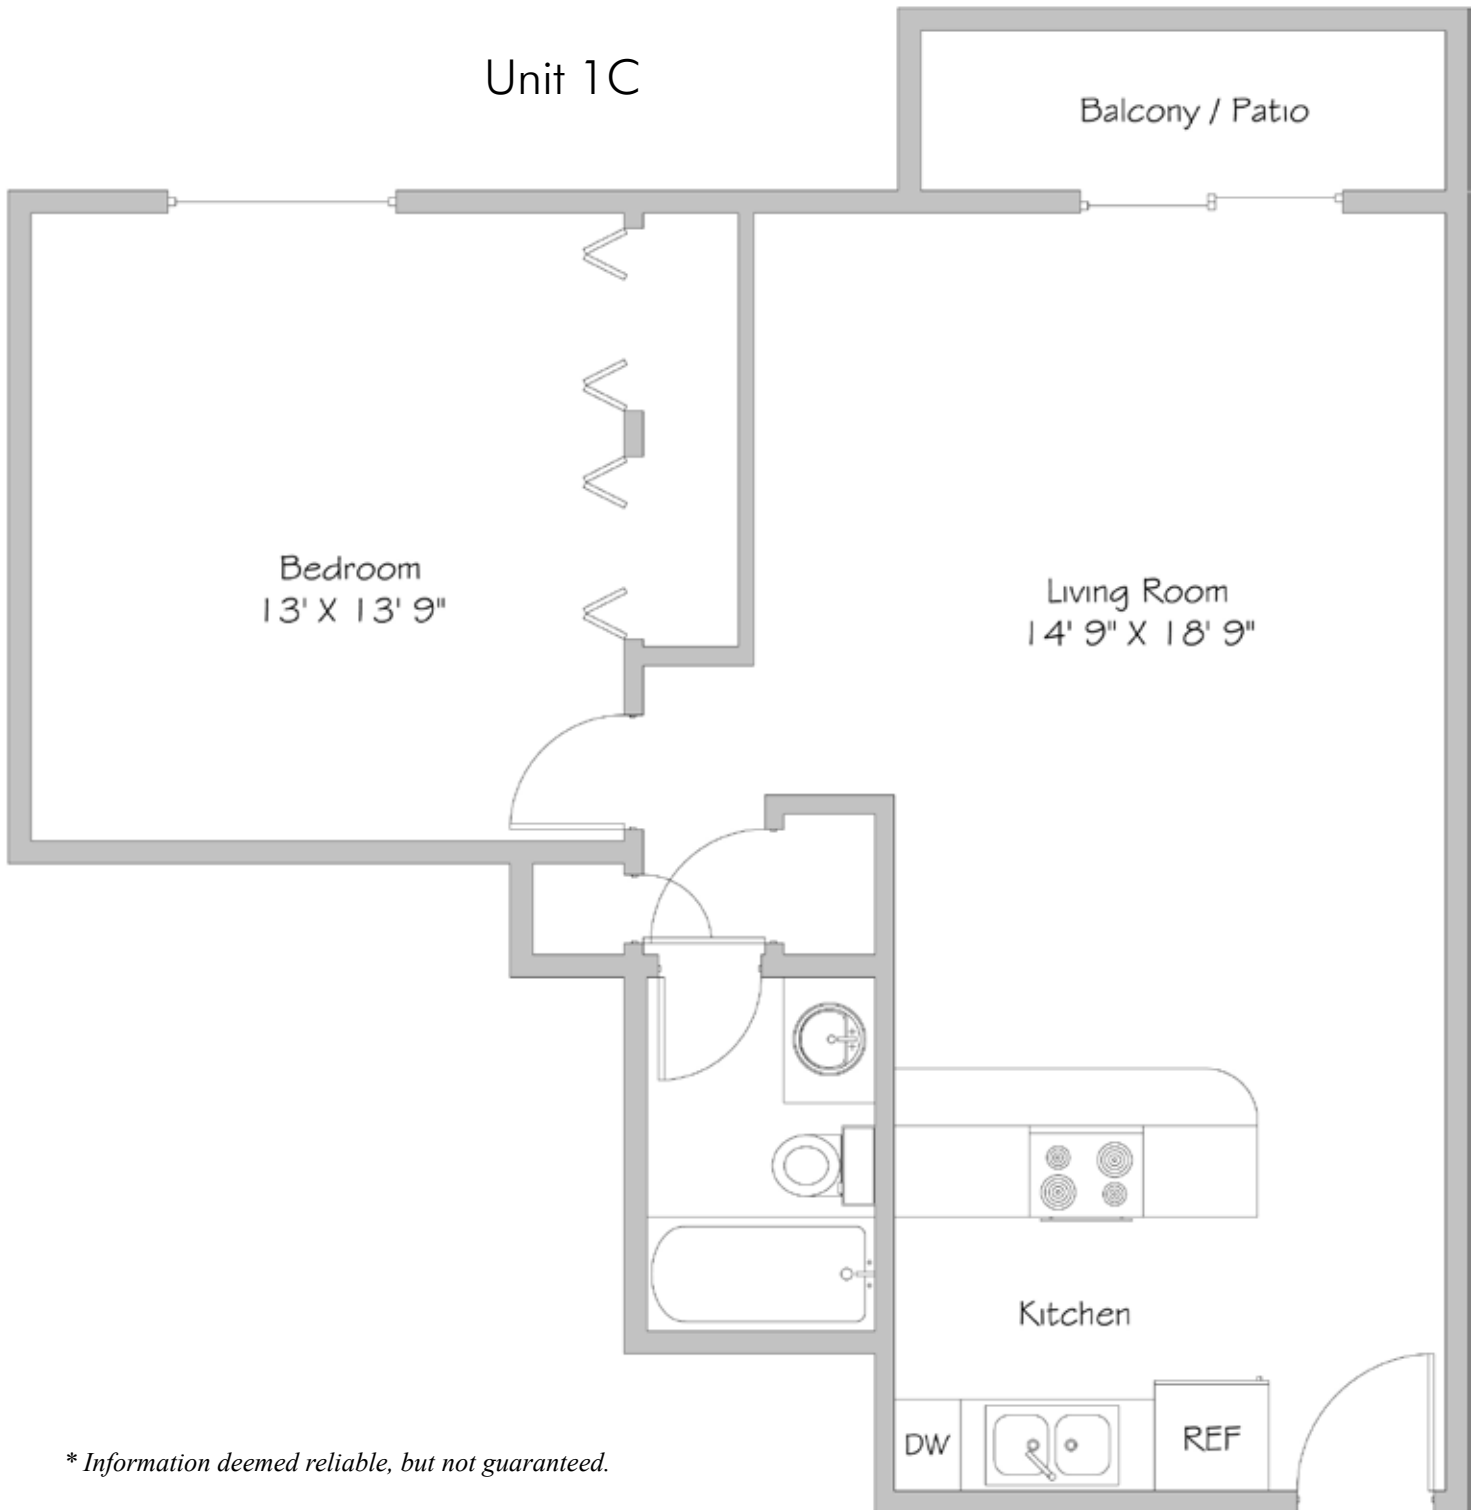 Unit 1C
Balcony / Patio
Bedroom
13' X 13' 9"
Living Room
14' 9" X 18' 9"
Kitchen
DW
REF
* Information deemed reliable, but not guaranteed.